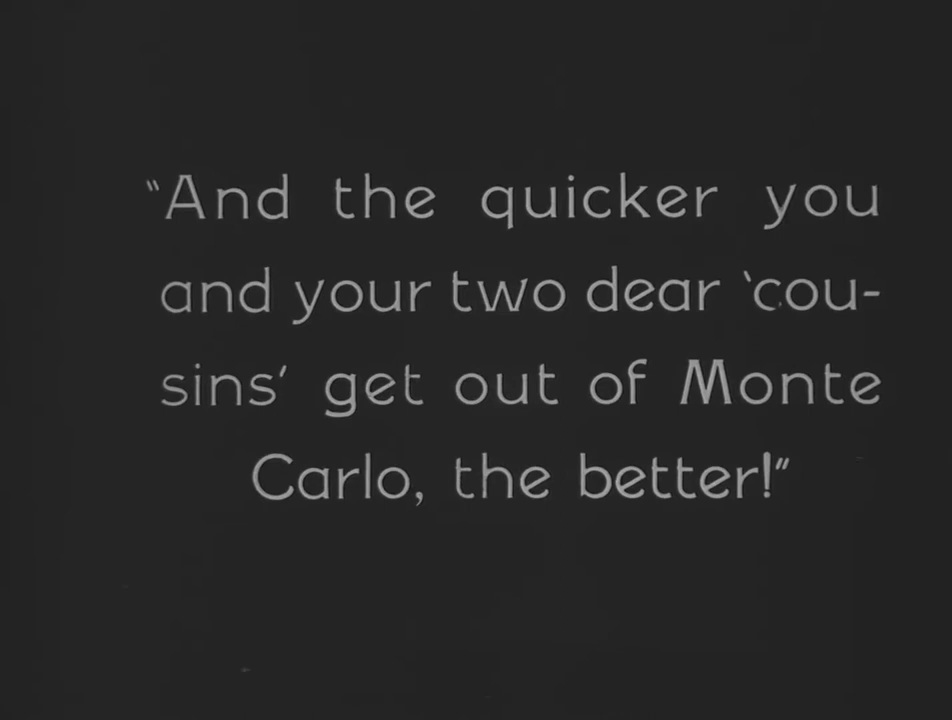 "And the quicker you
and your two dear 'cou-
sins' get out of Monte
Carlo, the better!"